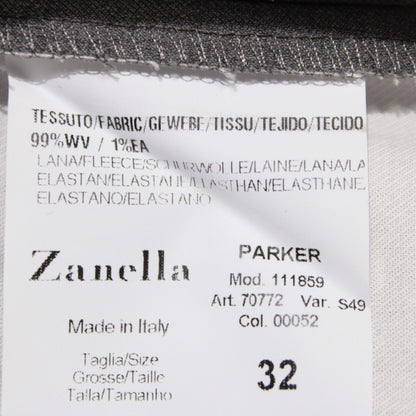 TESSUTO/FABRIC/GEWEBE/TISSU/TEJIDO/TECIDO
99%WV / 1%EA
LANA/FLEECE/SCHURWOLLE/LAINE/LANA/LA
ELASTAN/ELASTANE/ELASTHAN/ELASTHANE
ELASTANO/ELASTANO
Zanella
PARKER
Mod. 111859
Art. 70772 Var. S49
Col. 00052
Made in Italy
Taglia/Size
Grosse/Taille
Talla/Tamanho
32